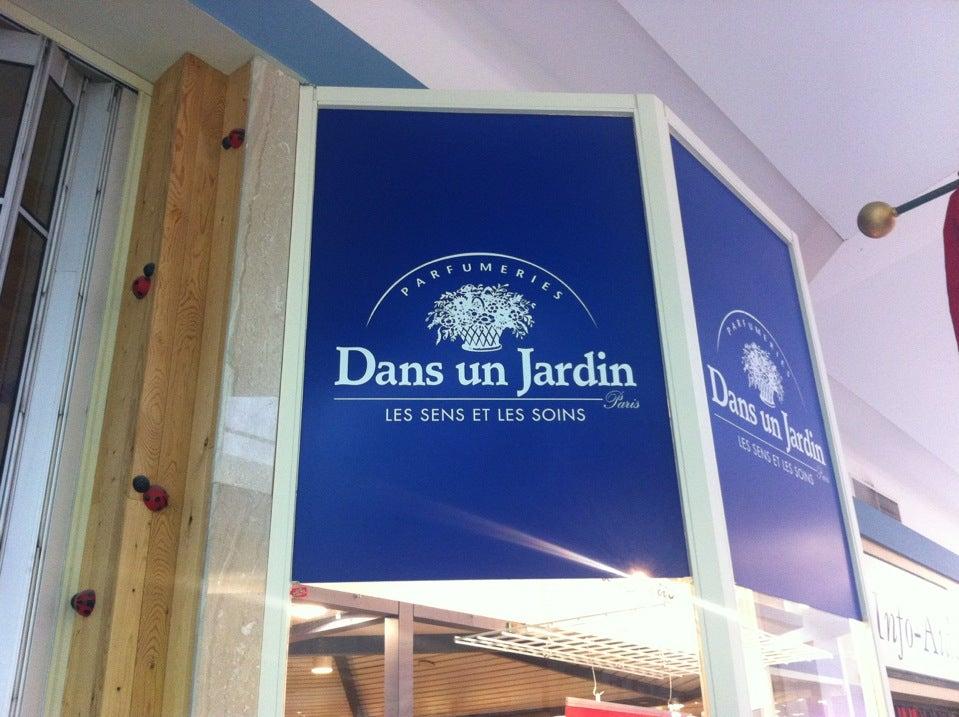 PARFUMERIES
Dans un Jardin
Paris
LES SENS ET LES SOINS
PARFUMERIES
Dans un Jardin
Paris
LES SENS ET LES SOINS